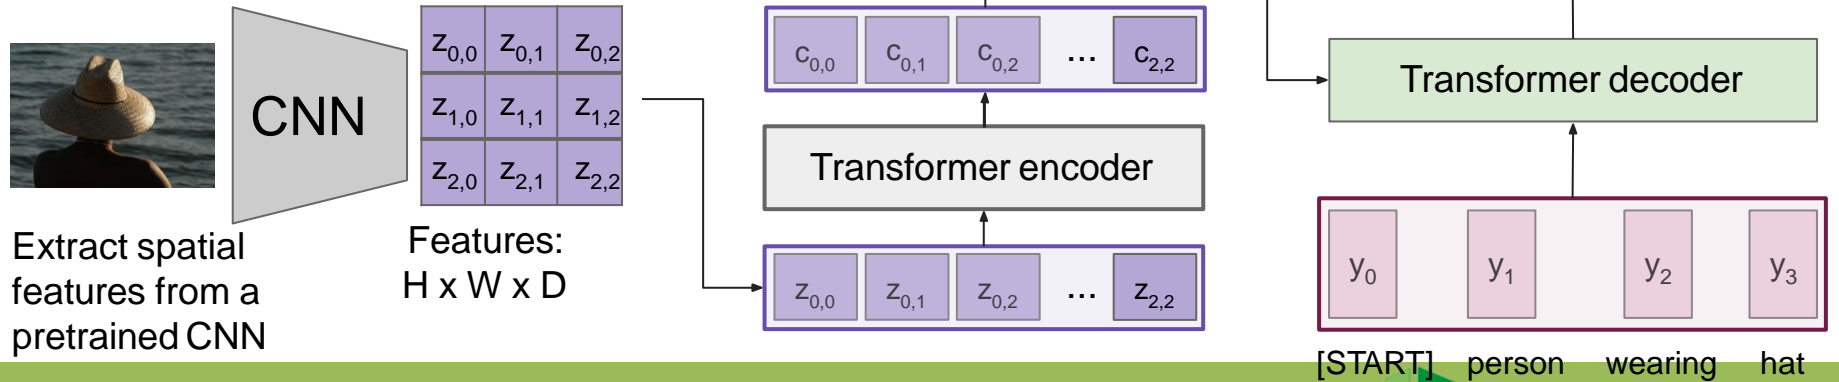 CNN
z0,0 z0,1 z0,2
z1,0 z1,1 z1,2
z2,0 z2,1 z2,2
Extract spatial
features from a
pretrained CNN
Features:
H x W x D
c0,0 c0,1 c0,2 ... c2,2
Transformer encoder
z0,0 z0,1 z0,2 ... z2,2
Transformer decoder
y0 y1 y2 y3
[START] person wearing hat